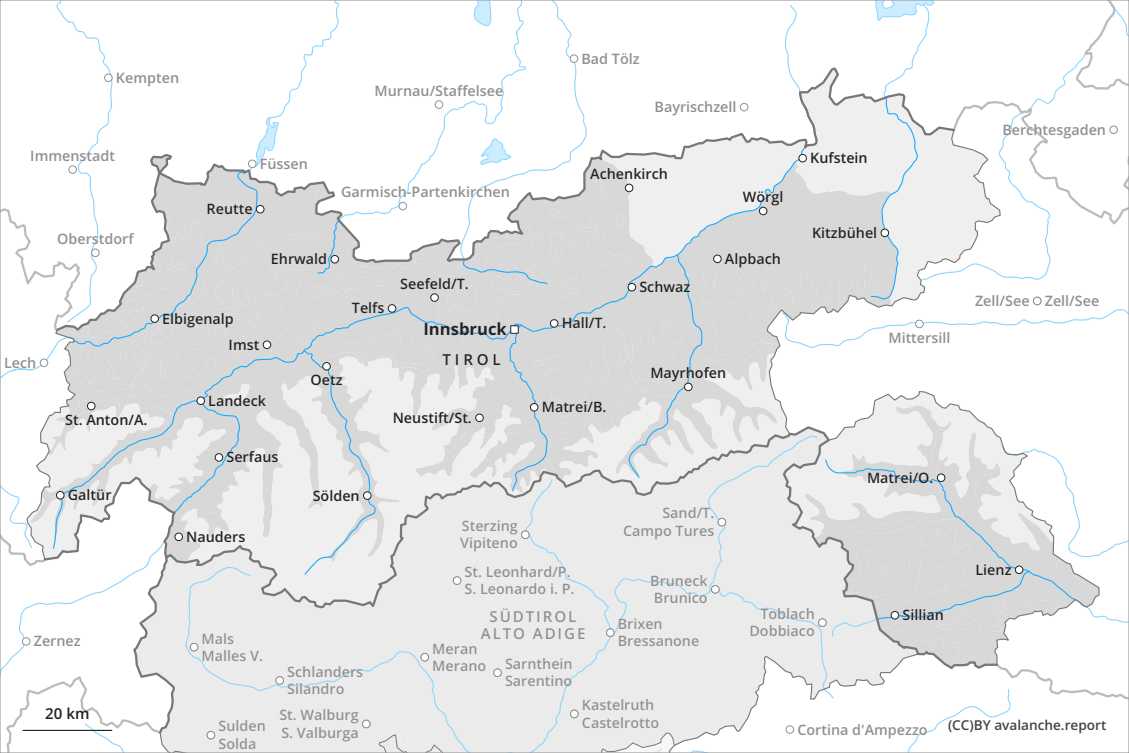 Kempten
Bad Tölz
Murnau/Staffelsee
Bayrischzell
Berchtesgaden
Immenstadt
Füssen
Kufstein
Achenkirch
Garmisch-Partenkirchen
Wörgl
Reutte
Kitzbühel
Oberstdorf
Ehrwald
Alpbach
Seefeld/T.
Schwaz
Telfs
Zell/See
Zell/See
Elbigenalp
Innsbruck
Hall/T.
Mittersill
Imst
TIROL
Lech
Oetz
Mayrhofen
Landeck
Matrei/B.
St. Anton/A.
Neustift/St.
Serfaus
Matrei/O.
Galtür
Sölden
Sand/T.
Campo Tures
Sterzing
Vipiteno
Nauders
St. Leonhard/P.
S. Leonardo i. P.
Lienz
Bruneck
Brunico
SÜDTIROL
ALTO ADIGE
Toblach
Dobbiaco
Sillian
Brixen
Bressanone
Zernez
Mals
Malles V.
Meran
Merano
Sarnthein
Sarentino
Schlanders
Silandro
Kastelruth
Castelrotto
20 km
St. Walburg
S. Valburga
Sulden
Solda
Cortina d'Ampezzo
(CC)BY avalanche.report